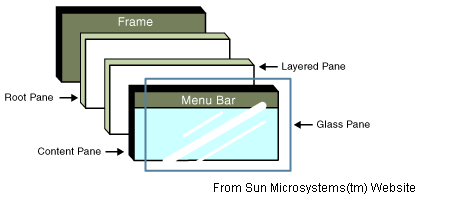 Frame
Layered Pane
Root Pane
Menu Bar
Glass Pane
Content Pane
From Sun Microsystems(tm) Website